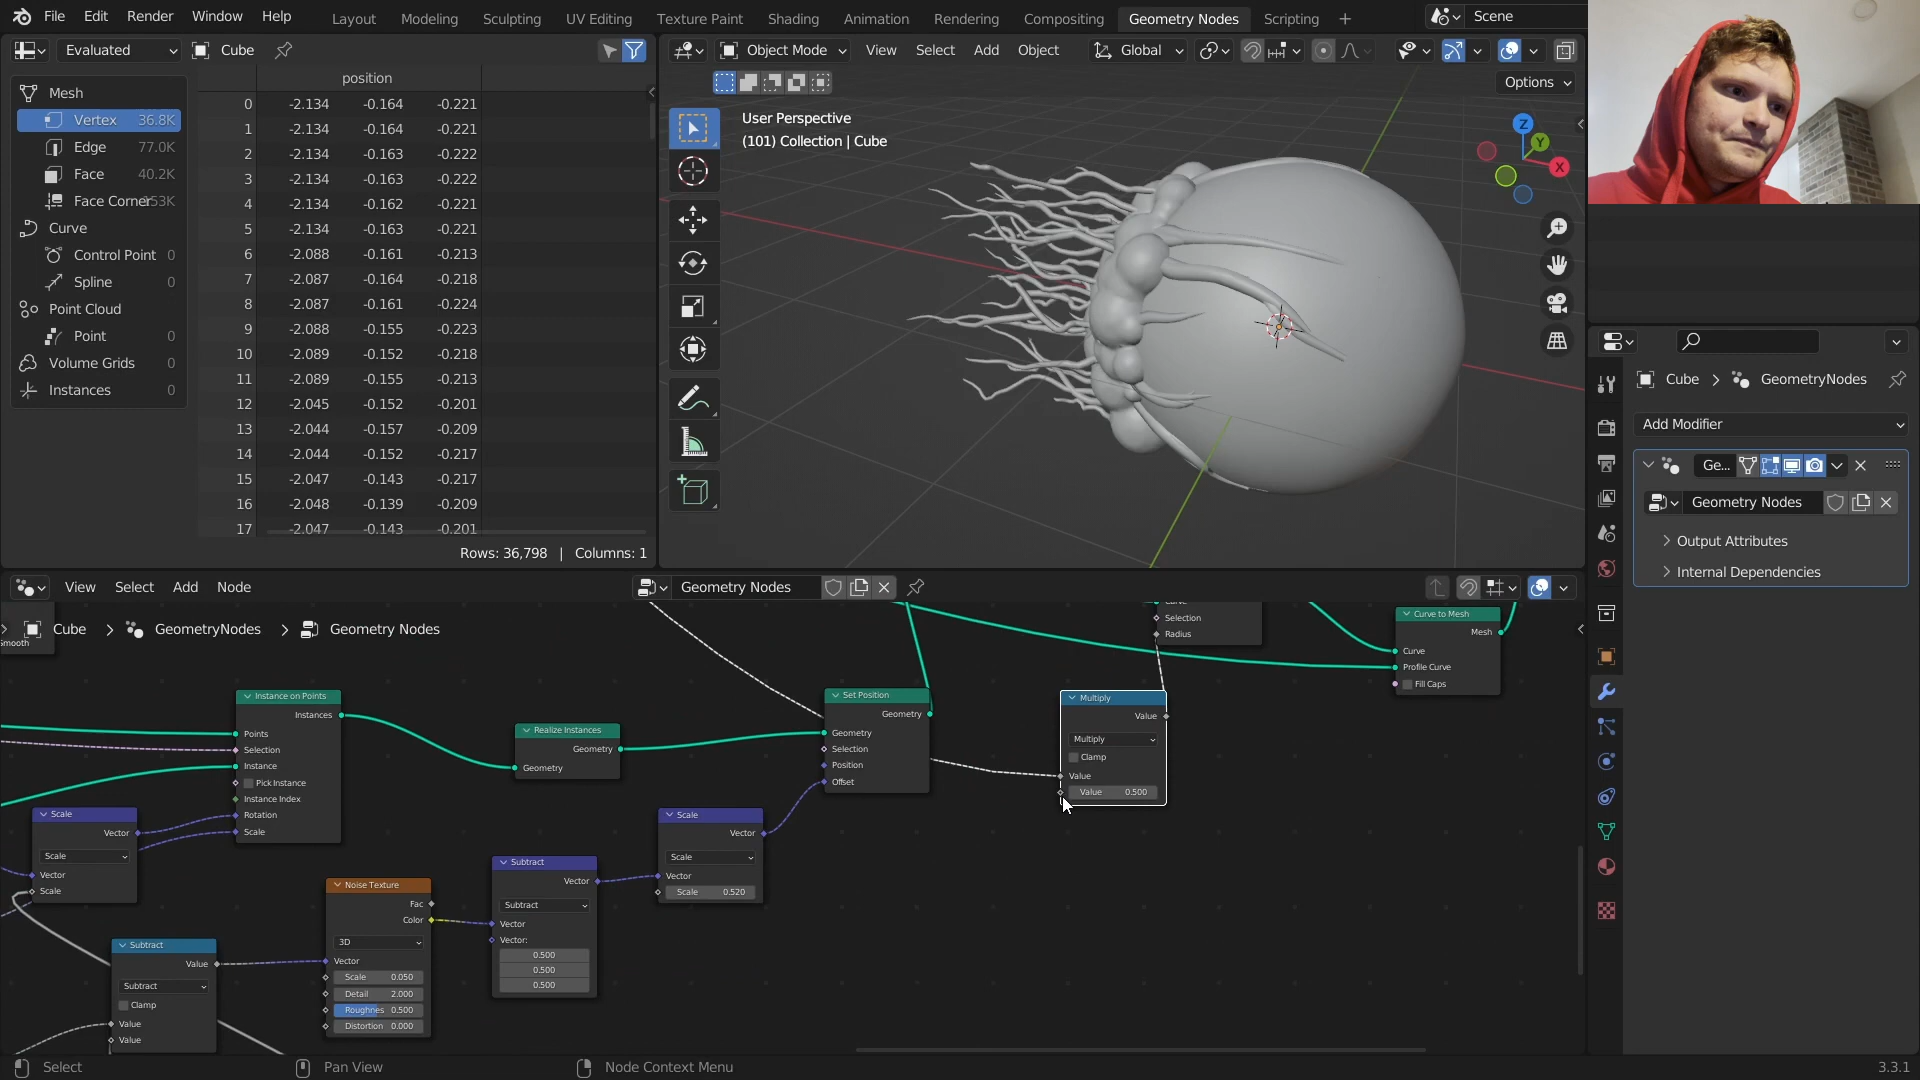 File Edit Render Window Help
Layout Modeling Sculpting UV Editing Texture Paint Shading Animation Rendering Compositing Geometry Nodes Scripting
Scene
Evaluated Cube
position
Mesh
Vertex 36.8K
Edge 77.0K
Face 40.2K
Face Corner 53K
Curve
Control Point 0
Spline 0
Point Cloud
Point 0
Volume Grids 0
Instances 0
0 -2.134 -0.164 -0.221
1 -2.134 -0.164 -0.221
2 -2.134 -0.163 -0.222
3 -2.134 -0.163 -0.222
4 -2.134 -0.162 -0.221
5 -2.134 -0.163 -0.221
6 -2.088 -0.161 -0.213
7 -2.087 -0.164 -0.218
8 -2.087 -0.161 -0.224
9 -2.088 -0.155 -0.223
10 -2.089 -0.152 -0.218
11 -2.089 -0.155 -0.213
12 -2.045 -0.152 -0.201
13 -2.044 -0.157 -0.209
14 -2.044 -0.152 -0.217
15 -2.047 -0.143 -0.217
16 -2.048 -0.139 -0.209
17 -2.047 -0.143 -0.201
Rows: 36,798 | Columns: 1
Object Mode View Select Add Object Global
Options
User Perspective
(101) Collection | Cube
Z
Y
X
Cube > GeometryNodes
Add Modifier
Ge...
Geometry Nodes
Output Attributes
Internal Dependencies
View Select Add Node
Geometry Nodes
Cube > GeometryNodes > Geometry Nodes
Instance on Points
Instances
Points
Selection
Instance
Pick Instance
Instance Index
Rotation
Scale
Scale
Vector
Scale
Vector
Scale
Subtract
Value
Subtract
Clamp
Value
Value
Noise Texture
Fac
Color
3D
Vector
Scale 0.050
Detail 2.000
Roughnes 0.500
Distortion 0.000
Realize Instances
Geometry
Geometry
Subtract
Vector
Subtract
Vector
Vector:
0.500
0.500
0.500
Scale
Vector
Scale
Vector
Scale 0.520
Set Position
Geometry
Geometry
Selection
Position
Offset
Multiply
Value
Multiply
Clamp
Value
Value 0.500
Selection
Radius
Curve to Mesh
Mesh
Curve
Profile Curve
Fill Caps
Select Pan View Node Context Menu
3.3.1